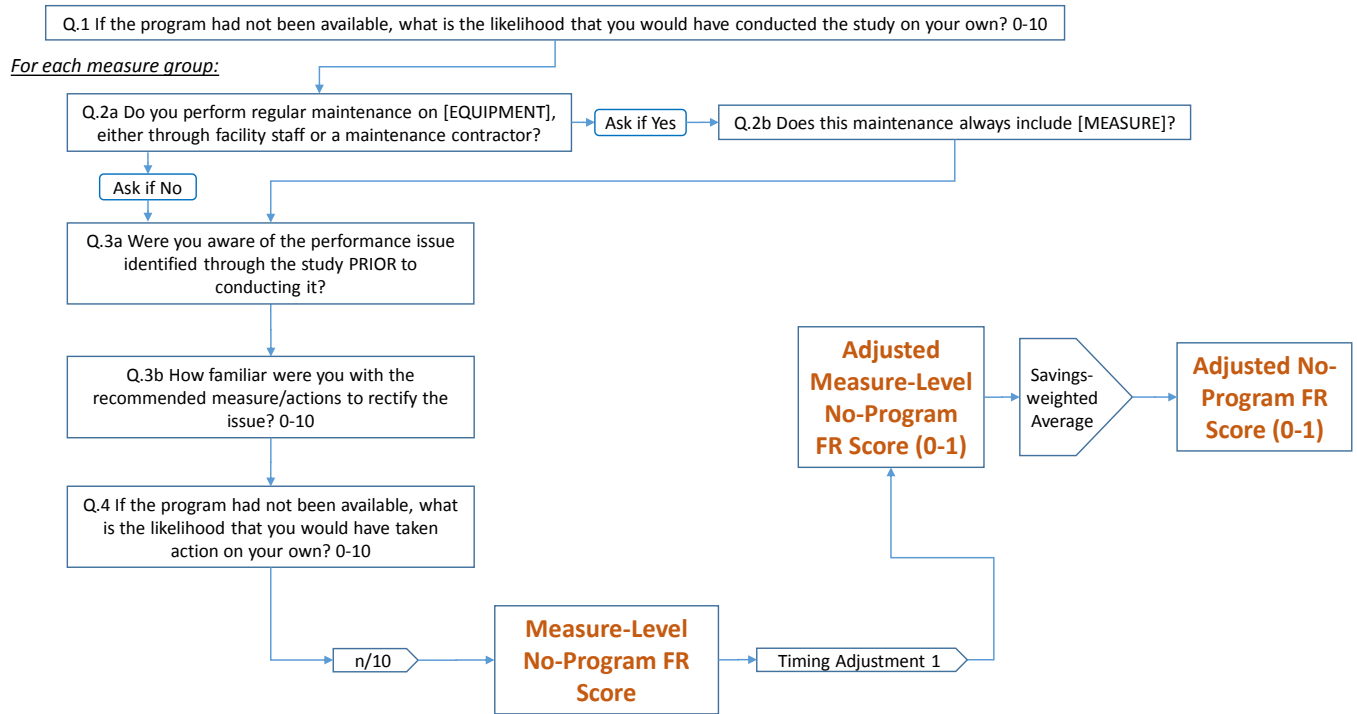 Q.1 If the program had not been available, what is the likelihood that you would have conducted the study on your own? 0-10
For each measure group:
Q.2a Do you perform regular maintenance on [EQUIPMENT],
either through facility staff or a maintenance contractor?
Ask if Yes
Q.2b Does this maintenance always include [MEASURE]?
Ask if No
Q.3a Were you aware of the performance issue
identified through the study PRIOR to
conducting it?
Q.3b How familiar were you with the
recommended measure/actions to rectify the
issue? 0-10
Q.4 If the program had not been available, what
is the likelihood that you would have taken
action on your own? 0-10
n/10
Measure-Level
No-Program FR
Score
Timing Adjustment 1
Adjusted
Measure-Level
No-Program
FR Score (0-1)
Savings-
weighted
Average
Adjusted No-
Program FR
Score (0-1)